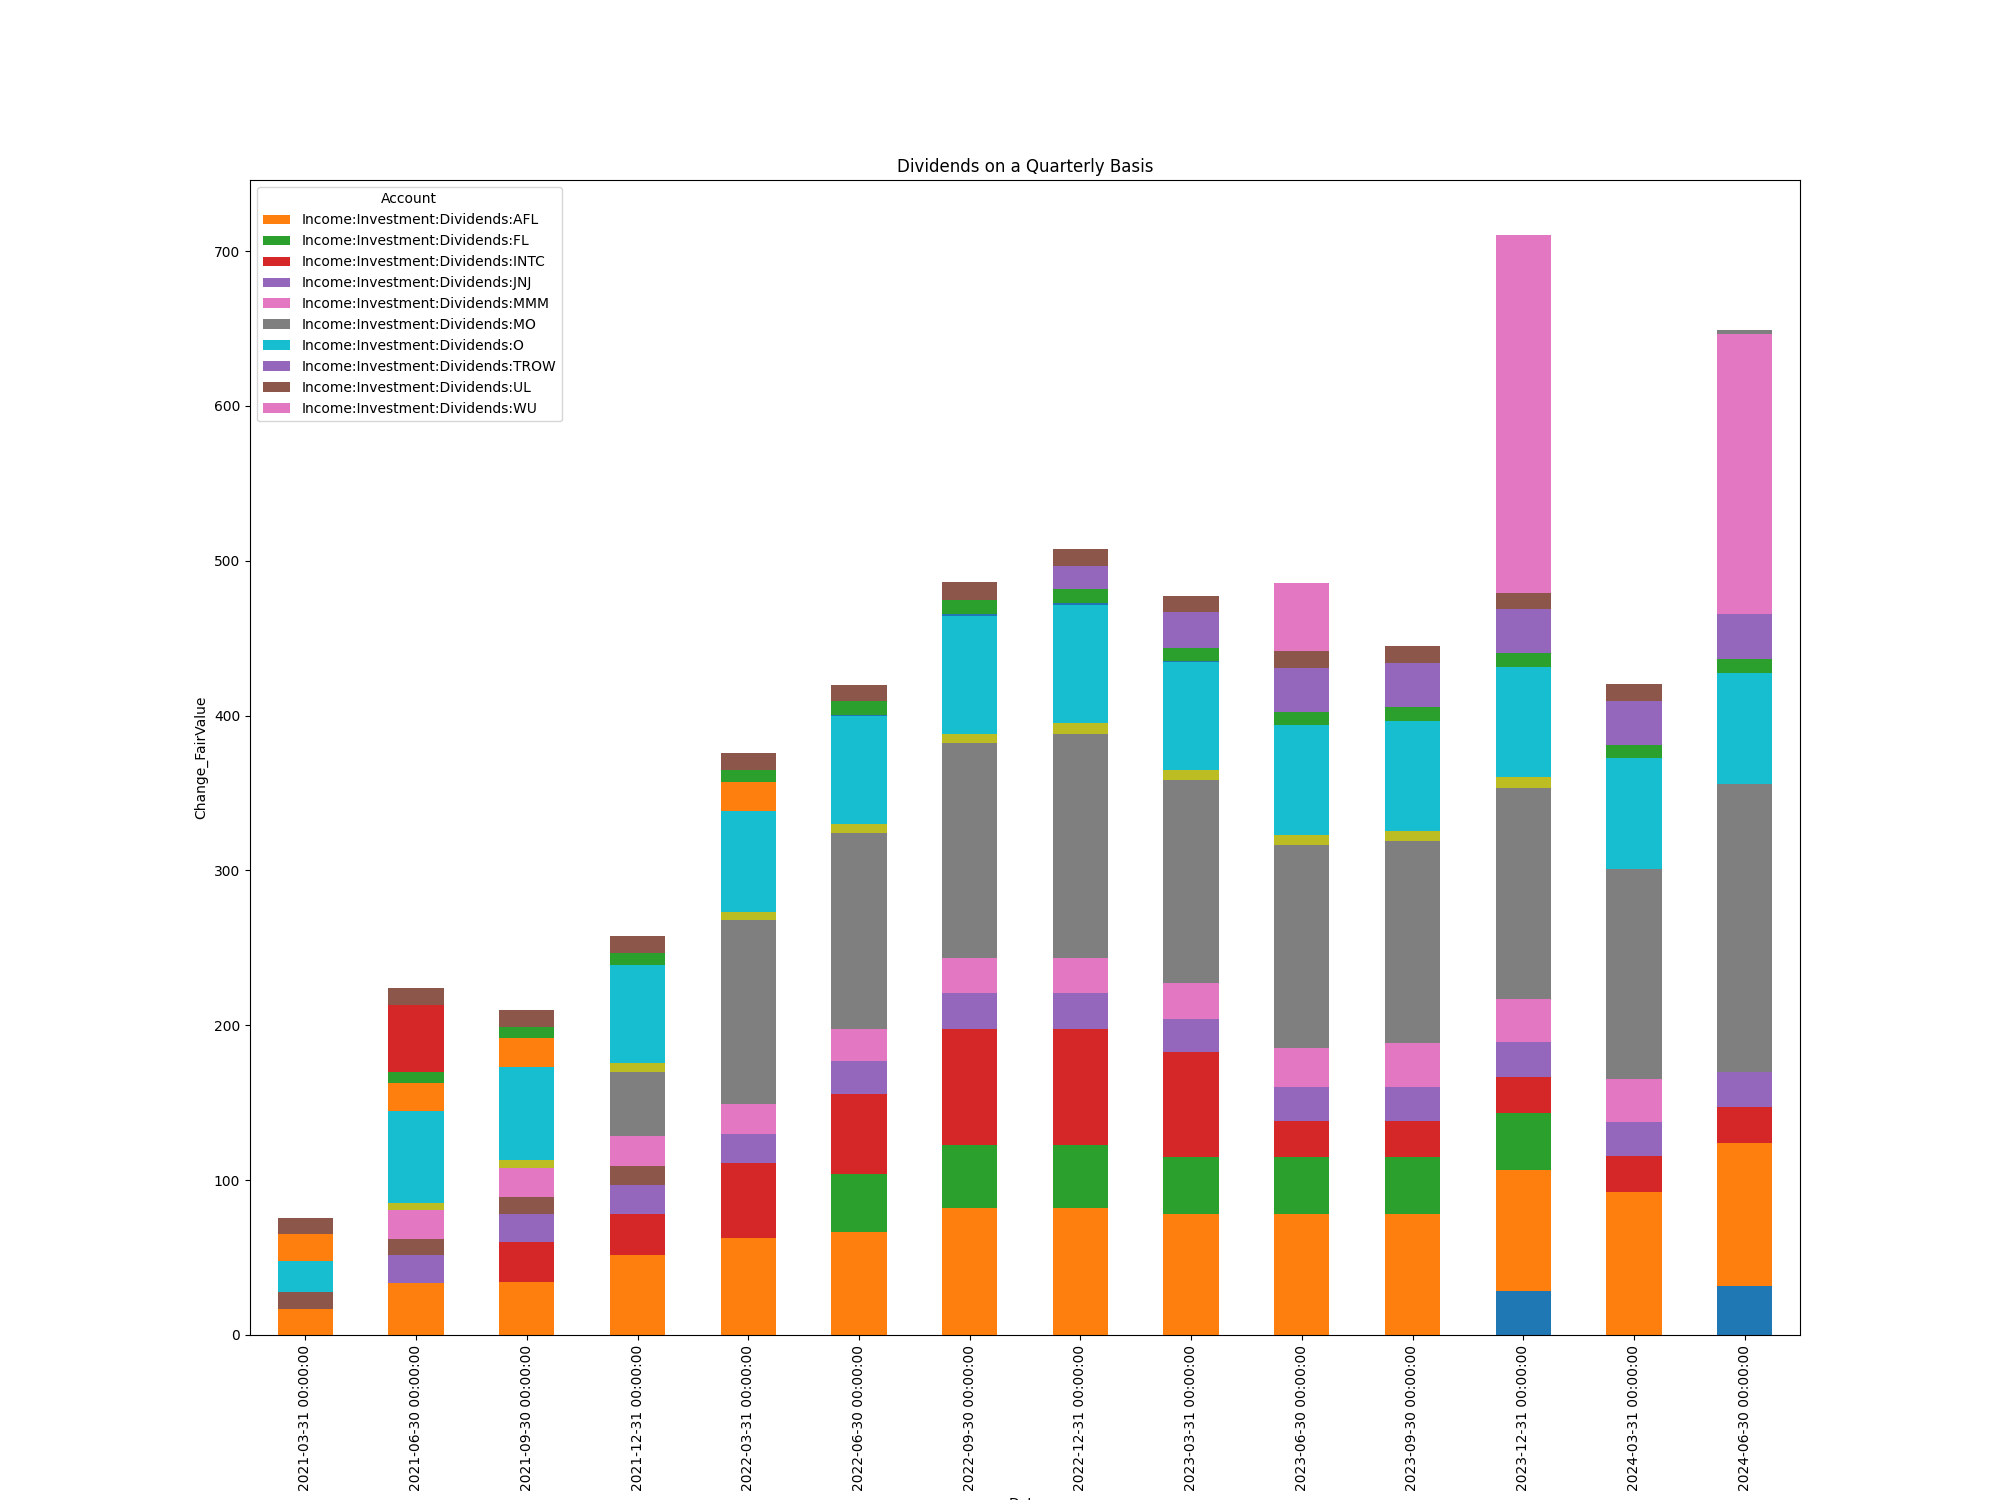 Dividends on a Quarterly Basis
Account
Income:Investment:Dividends:AFL
Income:Investment:Dividends:FL
Income:Investment:Dividends:INTC
Income:Investment:Dividends:JNJ
Income:Investment:Dividends:MMM
Income:Investment:Dividends:MO
Income:Investment:Dividends:O
Income:Investment:Dividends:TROW
Income:Investment:Dividends:UL
Income:Investment:Dividends:WU
Change_FairValue
700
600
500
400
300
200
100
0
2021-03-31 00:00:00
2021-06-30 00:00:00
2021-09-30 00:00:00
2021-12-31 00:00:00
2022-03-31 00:00:00
2022-06-30 00:00:00
2022-09-30 00:00:00
2022-12-31 00:00:00
2023-03-31 00:00:00
2023-06-30 00:00:00
2023-09-30 00:00:00
2023-12-31 00:00:00
2024-03-31 00:00:00
2024-06-30 00:00:00